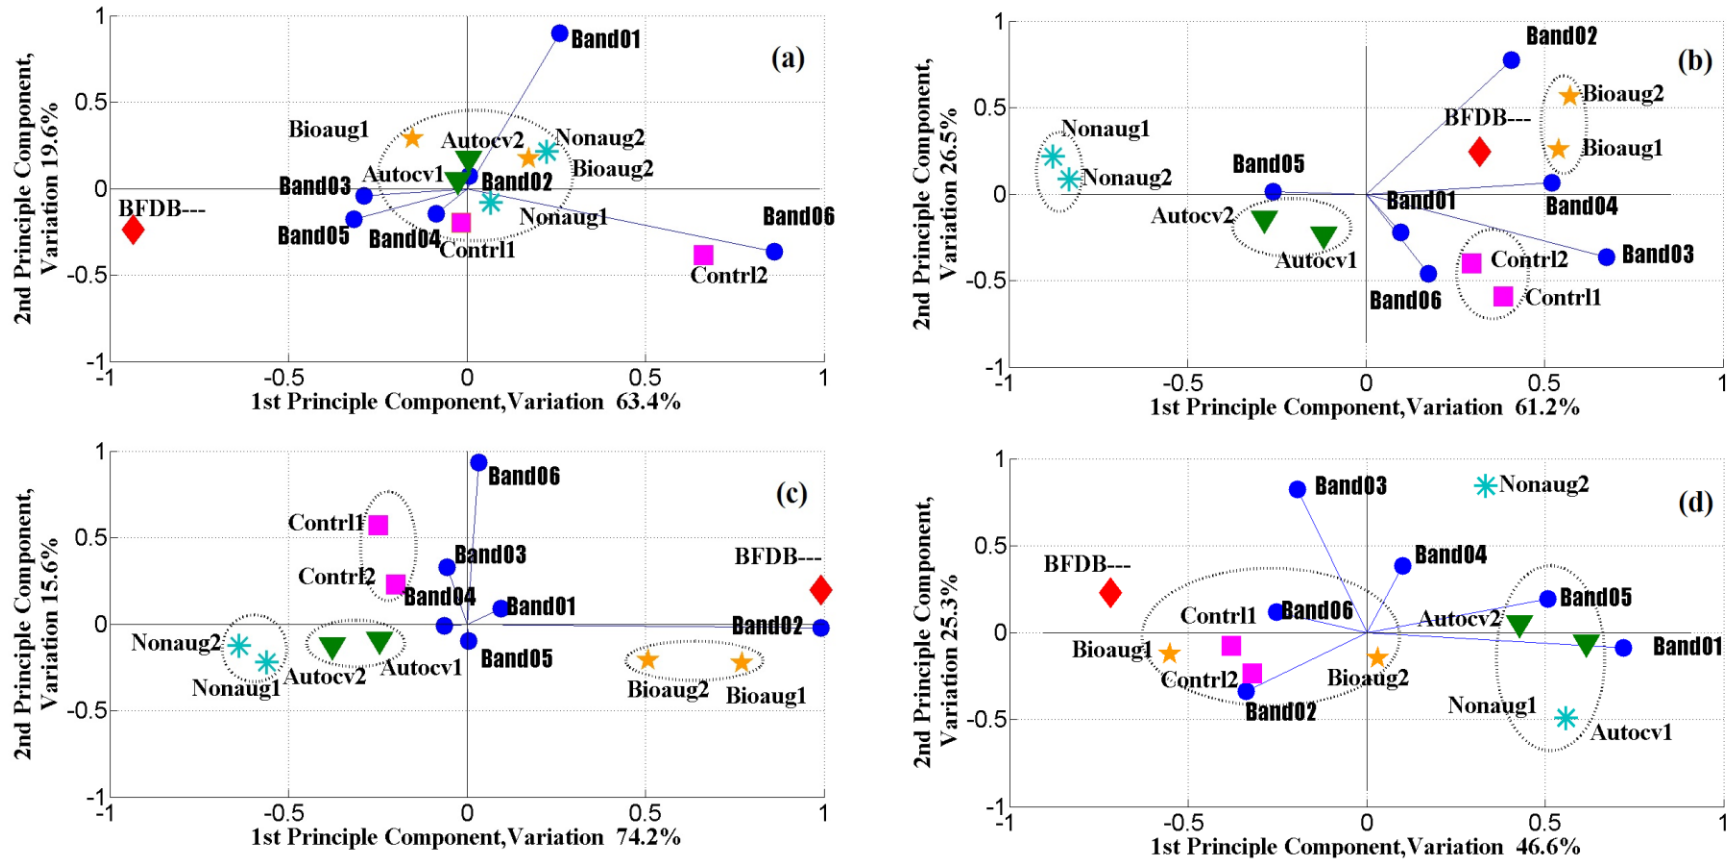 (a)
2nd Principle Component,
Variation 19.6%
1
0.5
0
-0.5
-1
Band01
Bioaug1
Autocv2
Nonaug2
Autocv1
Bioaug2
Band03
Band02
BFDB---
Nonaug1
Band06
Band05
Band04
Contrl1
Contrl2
-1
-0.5
0
0.5
1
1st Principle Component,Variation 63.4%
(b)
2nd Principle Component,
Variation 26.5%
1
0.5
0
-0.5
-1
Band02
Bioaug2
BFDB---
Nonaug1
Bioaug1
Band05
Nonaug2
Band01
Autocv2
Band04
Autocv1
Contrl2
Band03
Band06
Contrl1
-1
-0.5
0
0.5
1
1st Principle Component,Variation 61.2%
(c)
2nd Principle Component,
Variation 15.6%
1
0.5
0
-0.5
-1
Band06
Contrl1
Band03
BFDB---
Contrl2
Band04
Band01
Band02
Nonaug2
Band05
Autocv1
Nonaug1
Autocv2
Bioaug2
Bioaug1
-1
-0.5
0
0.5
1
1st Principle Component,Variation 74.2%
(d)
2nd Principle Component,
Variation 25.3%
1
0.5
0
-0.5
-1
Band03
Nonaug2
Band04
BFDB---
Contrl1
Band06
Autocv2
Band05
Bioaug1
Band01
Contrl2
Bioaug2
Band02
Nonaug1
Autocv1
-1
-0.5
0
0.5
1
1st Principle Component,Variation 46.6%